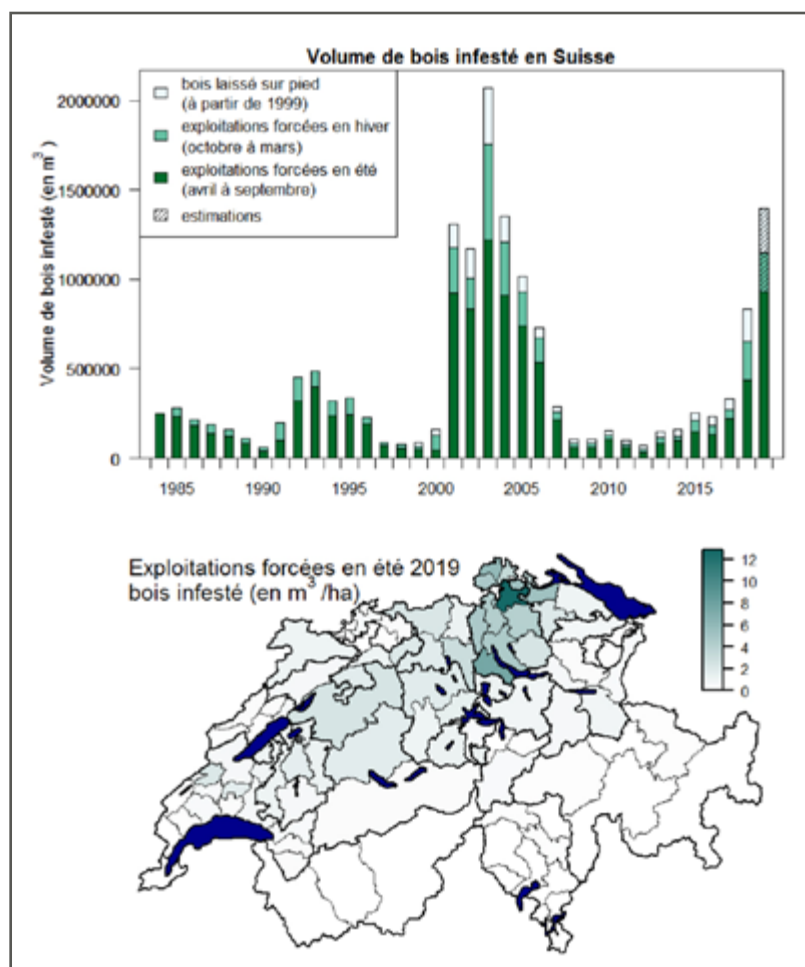 Volume de bois infesté en Suisse
Volume de bois infesté (en m³)
2000000
1500000
1000000
500000
0
bois laissé sur pied
(à partir de 1999)
exploitations forcées en hiver
(octobre à mars)
exploitations forcées en été
(avril à septembre)
estimations
1985 1990 1995 2000 2005 2010 2015
Exploitations forcées en été 2019
bois infesté (en m³ /ha)
12
10
8
6
4
2
0